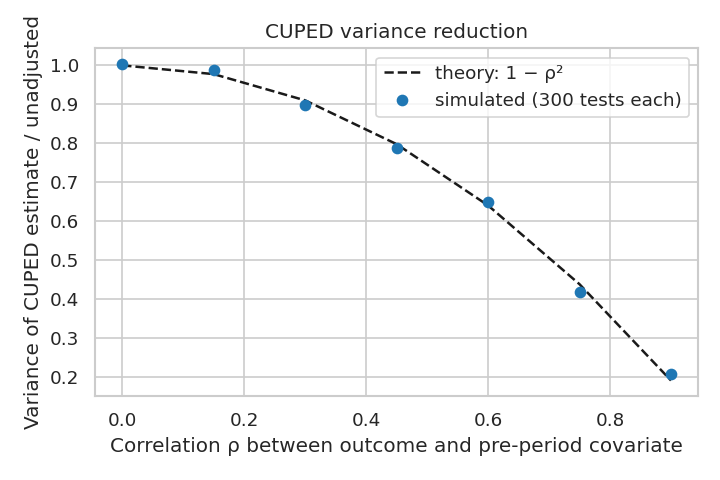 CUPED variance reduction
Variance of CUPED estimate / unadjusted
1.0
0.9
0.8
0.7
0.6
0.5
0.4
0.3
0.2
theory: 1 − ρ²
simulated (300 tests each)
0.0 0.2 0.4 0.6 0.8
Correlation ρ between outcome and pre-period covariate